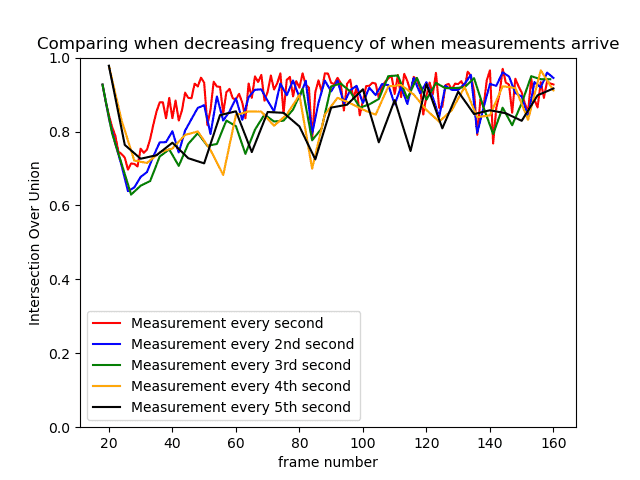 Comparing when decreasing frequency of when measurements arrive
1.0
0.8
0.6
0.4
0.2
0.0
Intersection Over Union
Measurement every second
Measurement every 2nd second
Measurement every 3rd second
Measurement every 4th second
Measurement every 5th second
20 40 60 80 100 120 140 160
frame number